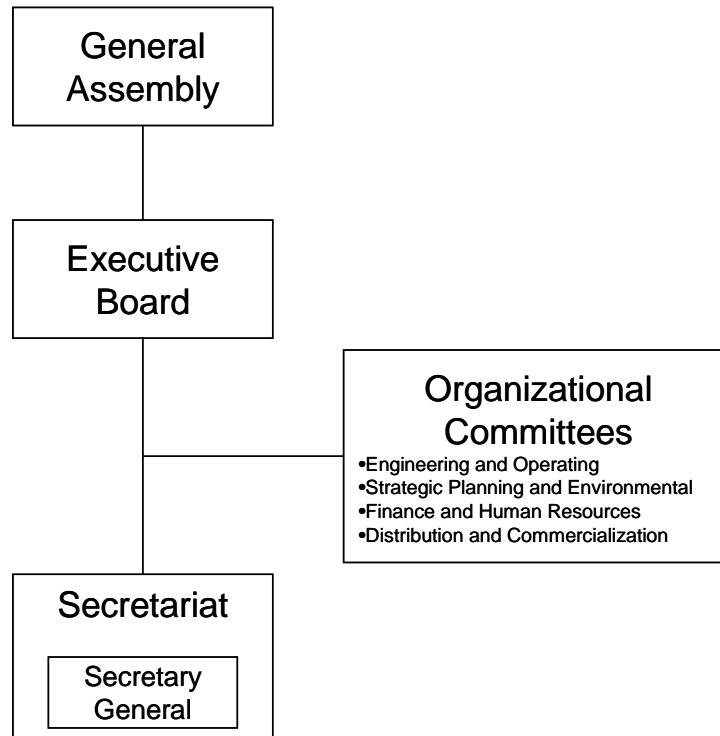 General
Assembly
Executive
Board
Organizational
Committees
•Engineering and Operating
•Strategic Planning and Environmental
•Finance and Human Resources
•Distribution and Commercialization
Secretariat
Secretary
General